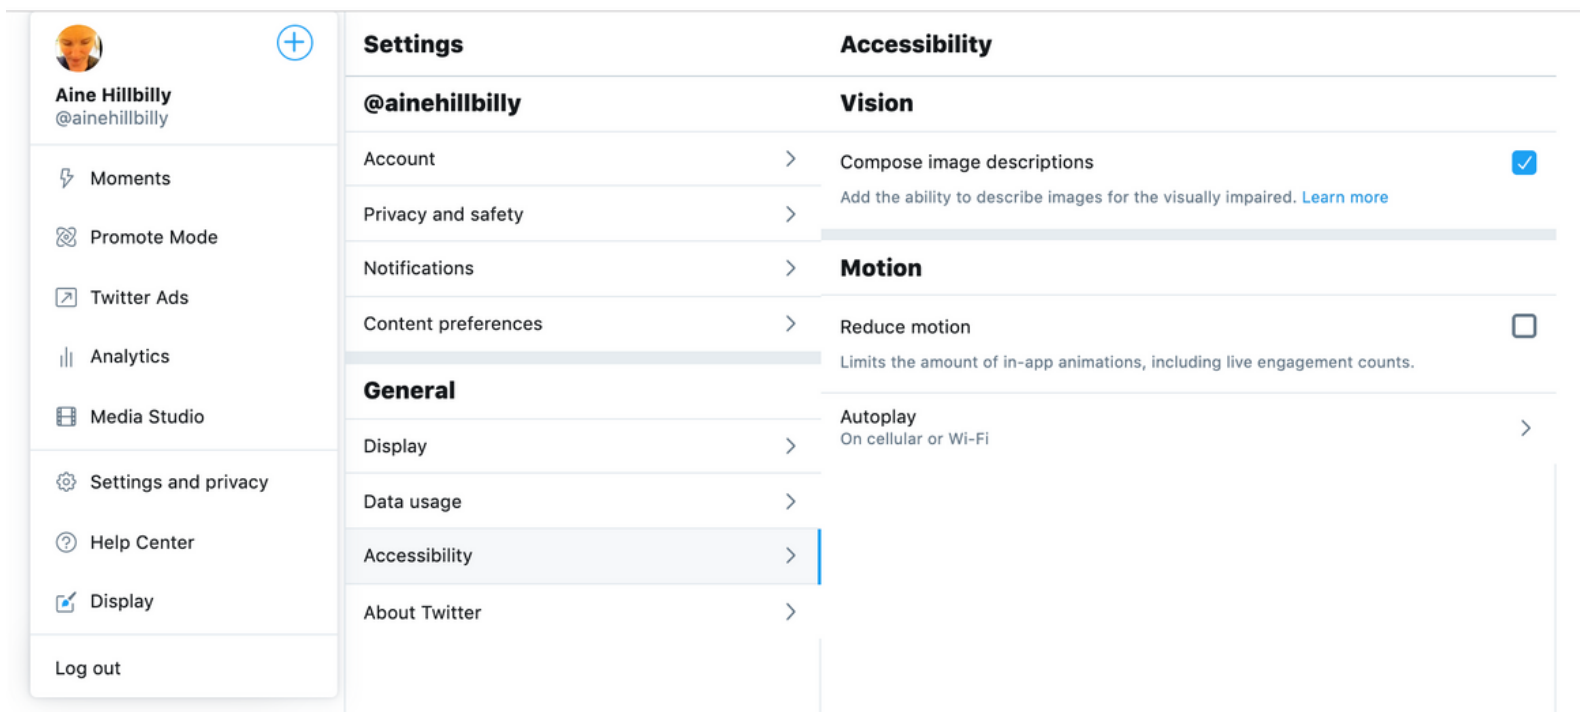 Aine Hillbilly
@ainehillbilly
Moments
Promote Mode
Twitter Ads
Analytics
Media Studio
Settings and privacy
Help Center
Display
Log out
Settings
@ainehillbilly
Account
Privacy and safety
Notifications
Content preferences
General
Display
Data usage
Accessibility
About Twitter
Accessibility
Vision
Compose image descriptions
Add the ability to describe images for the visually impaired. Learn more
Motion
Reduce motion
Limits the amount of in-app animations, including live engagement counts.
Autoplay
On cellular or Wi-Fi